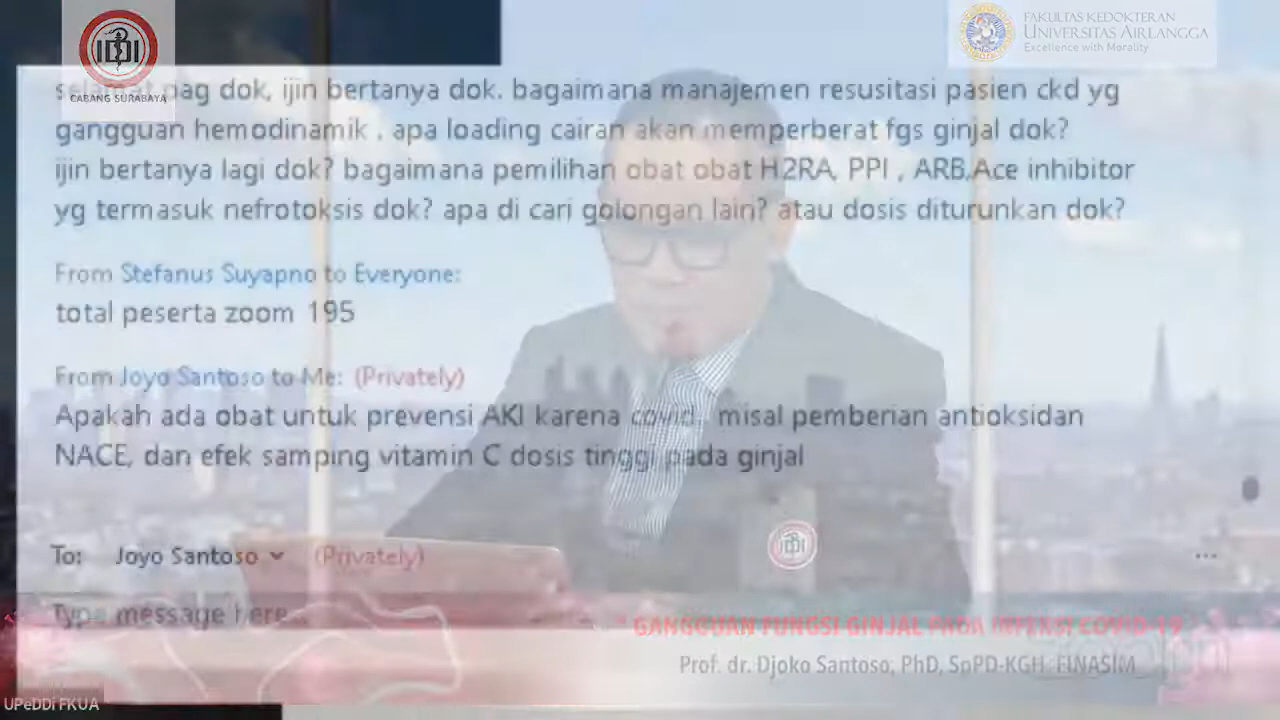 IDI
CABANG SURABAYA
FAKULTAS KEDOKTERAN
UNIVERSITAS AIRLANGGA
Excellence with Morality
selamat pag dok, ijin bertanya dok. bagaimana manajemen resusitasi pasien ckd yg
gangguan hemodinamik , apa loading cairan akan memperberat fgs ginjal dok?
ijin bertanya lagi dok? bagaimana pemilihan obat obat H2RA, PPI , ARB,Ace inhibitor
yg termasuk nefrotoksis dok? apa di cari golongan lain? atau dosis diturunkan dok?
From Stefanus Suyapno to Everyone:
total peserta zoom 195
From Joyo Santoso to Me: (Privately)
Apakah ada obat untuk prevensi AKI karena covid, misal pemberian antioksidan
NACE, dan efek samping vitamin C dosis tinggi pada ginjal
To: Joyo Santoso (Privately)
...
Type message here...
IDI
GANGGUAN FUNGSI GINJAL PADA INFEKSI COVID-19
Prof. dr. Djoko Santoso, PhD, SpPD-KGH, FINASIM
zoom
UPeDDi FKUA